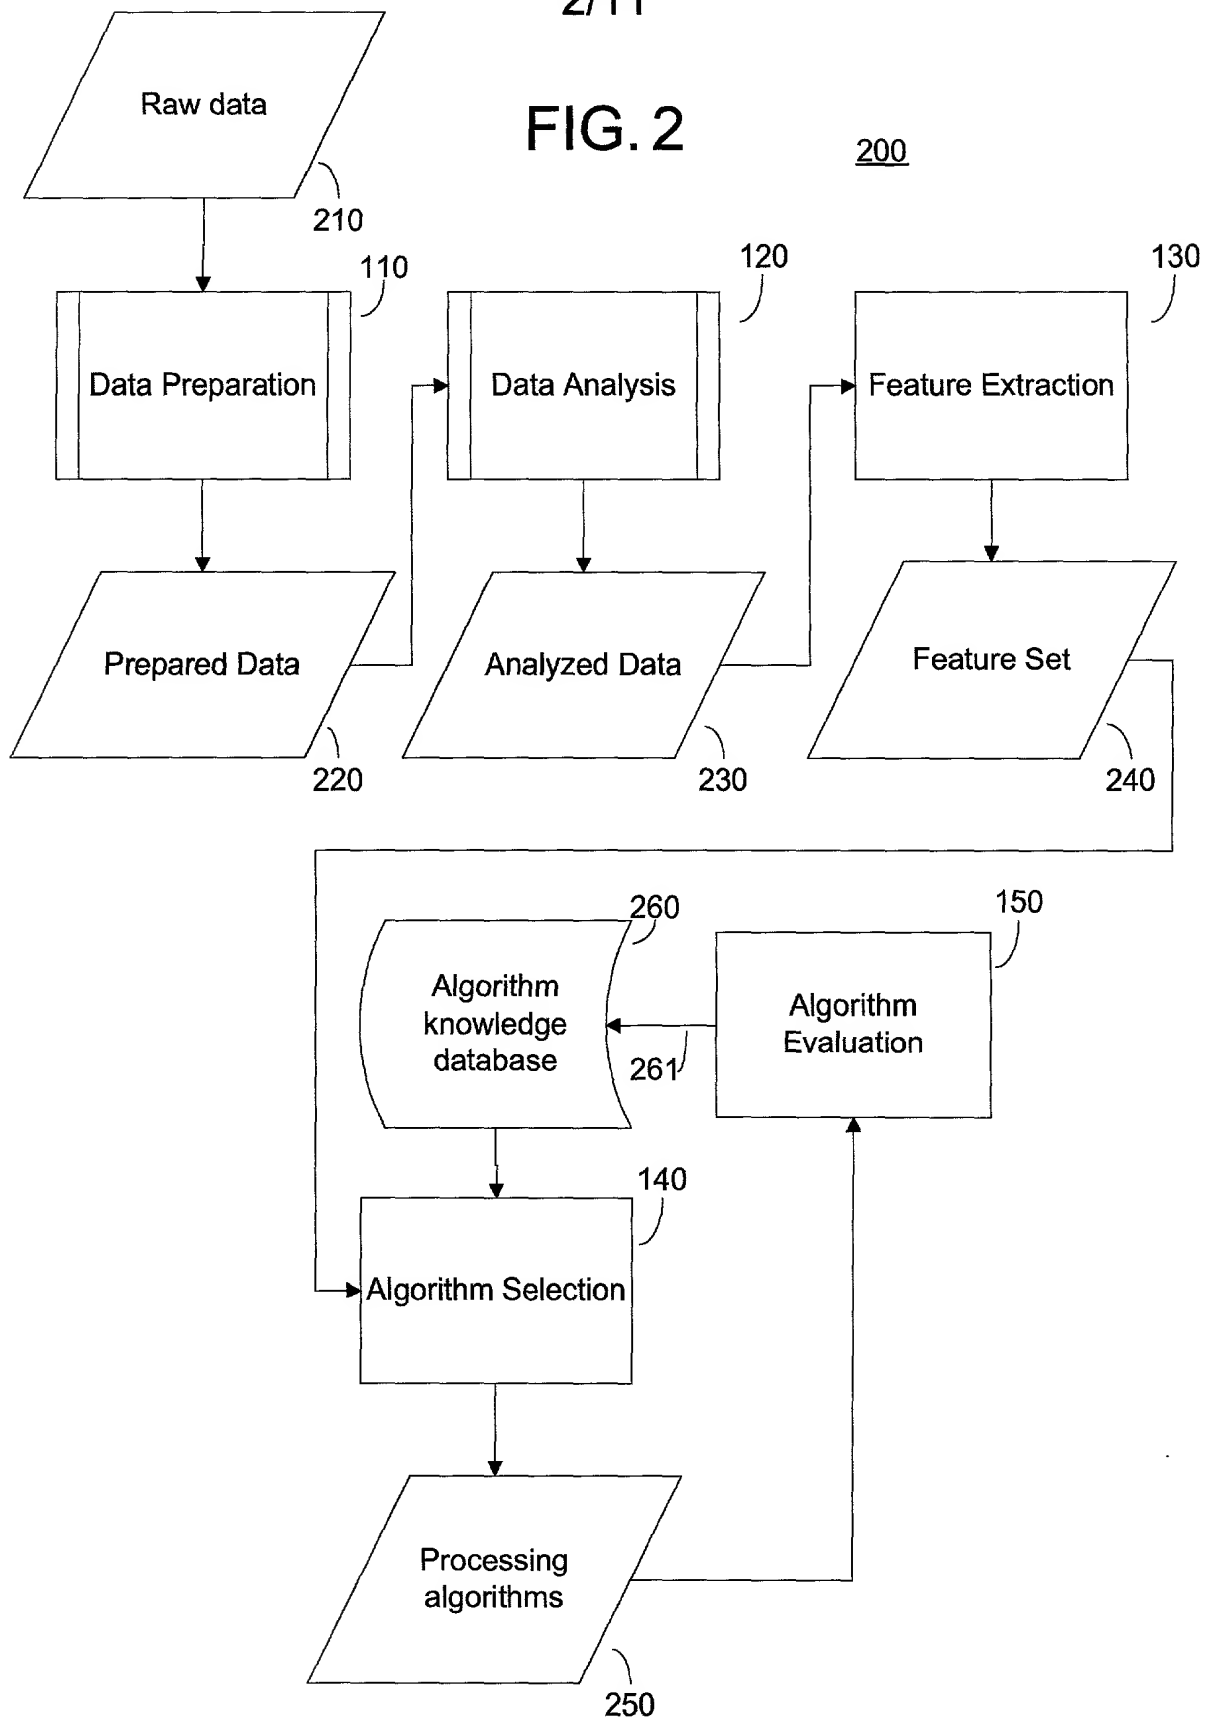 2/11
FIG. 2
200
Raw data
210
110
120
130
Data Preparation
Data Analysis
Feature Extraction
Prepared Data
Analyzed Data
Feature Set
220
230
240
260
150
Algorithm
knowledge
database
Algorithm
Evaluation
261
140
Algorithm Selection
Processing
algorithms
250